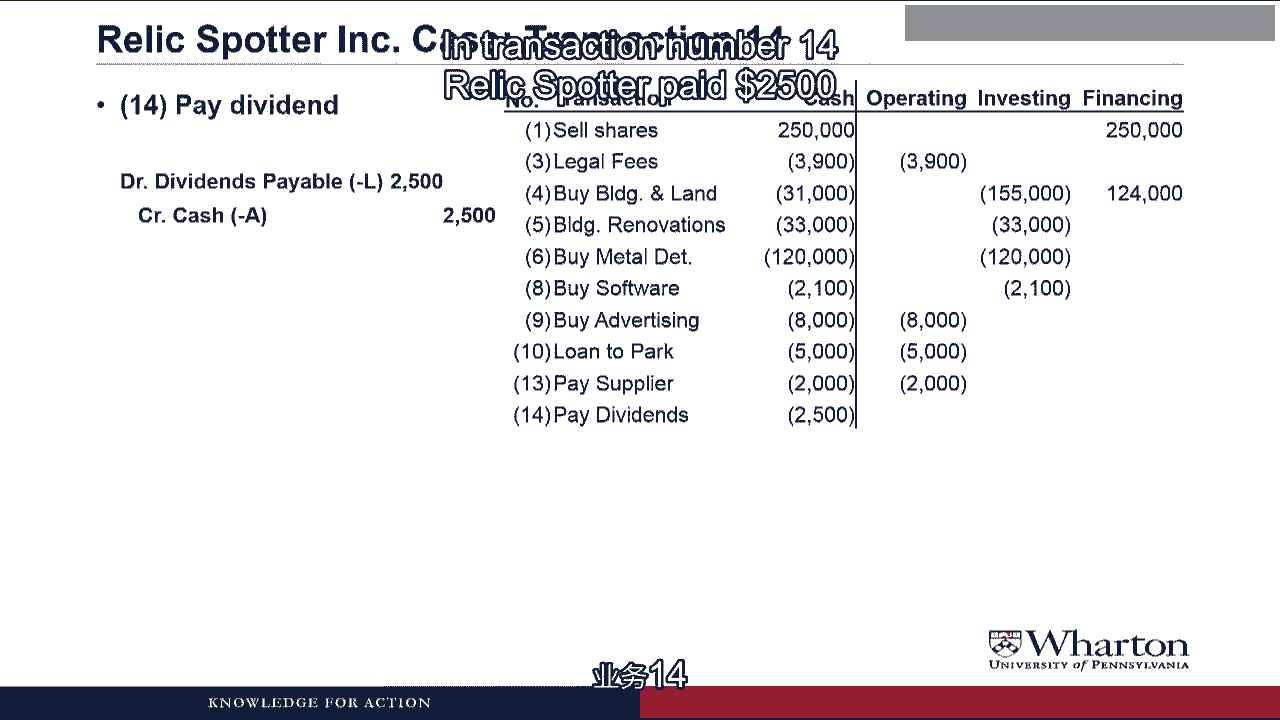 Relic Spotter Inc. Case: Transaction 14
In transaction number 14
Relic Spotter paid $2500
• (14) Pay dividend
Dr. Dividends Payable (-L) 2,500
Cr. Cash (-A) 2,500
No. Transaction Cash Operating Investing Financing
(1) Sell shares 250,000 250,000
(3) Legal Fees (3,900) (3,900)
(4) Buy Bldg. & Land (31,000) (155,000) 124,000
(5) Bldg. Renovations (33,000) (33,000)
(6) Buy Metal Det. (120,000) (120,000)
(8) Buy Software (2,100) (2,100)
(9) Buy Advertising (8,000) (8,000)
(10) Loan to Park (5,000) (5,000)
(13) Pay Supplier (2,000) (2,000)
(14) Pay Dividends (2,500)
Wharton
UNIVERSITY of PENNSYLVANIA
业务14
KNOWLEDGE FOR ACTION